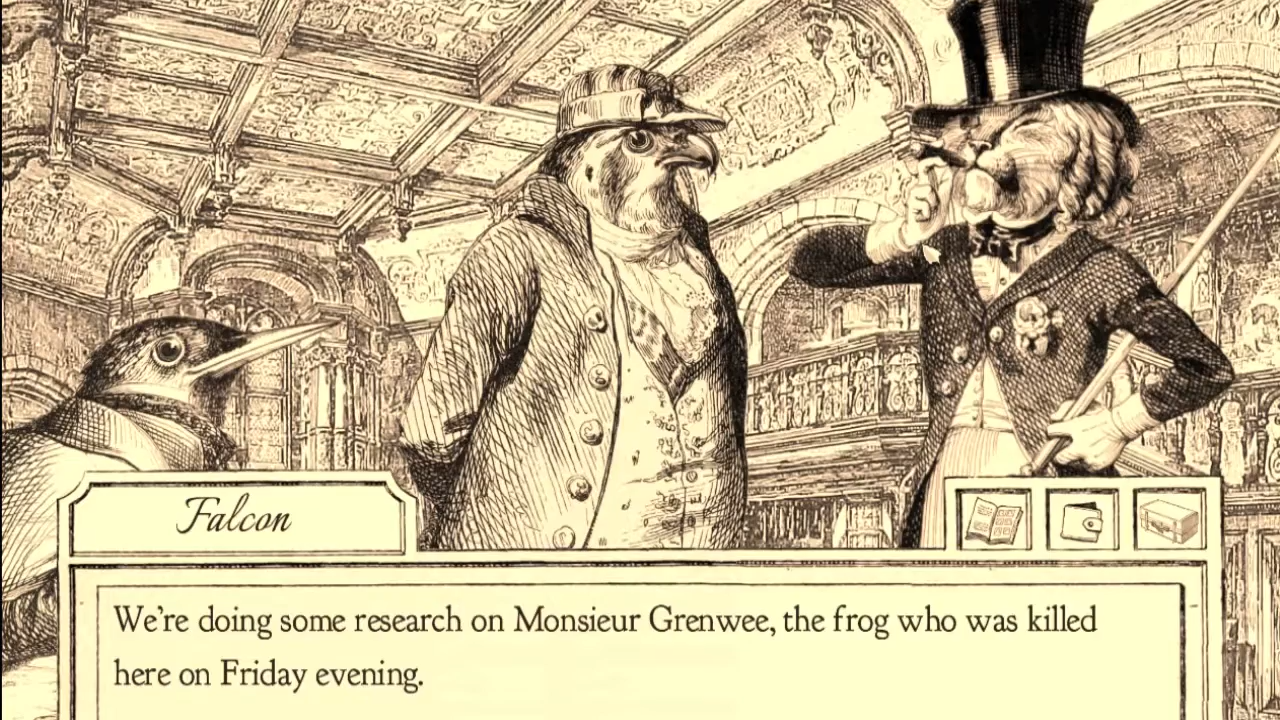 Falcon
We're doing some research on Monsieur Grenwee, the frog who was killed
here on Friday evening.